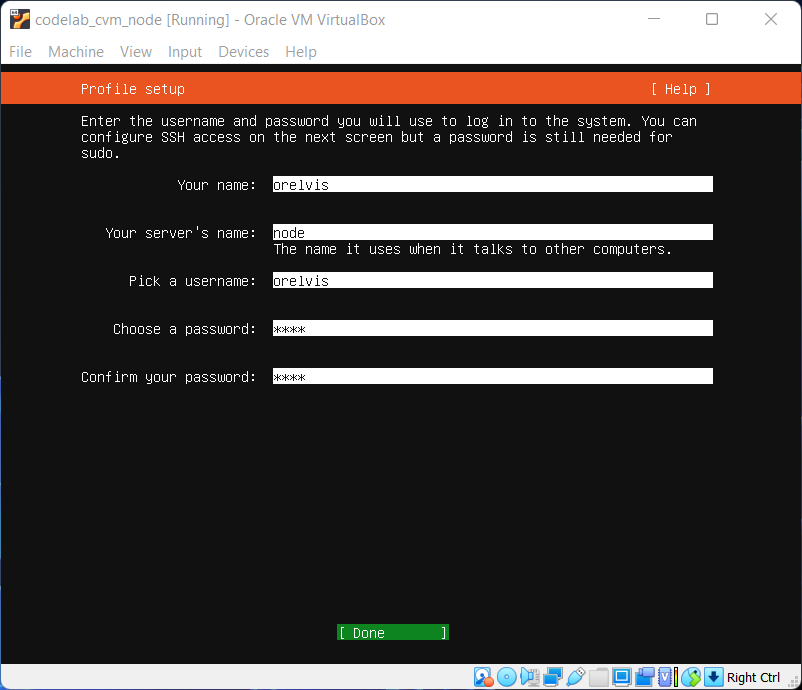 codelab_cvm_node [Running] - Oracle VM VirtualBox
File Machine View Input Devices Help
Profile setup [ Help ]
Enter the username and password you will use to log in to the system. You can
configure SSH access on the next screen but a password is still needed for
sudo.
Your name: orelvis
Your server's name: node
The name it uses when it talks to other computers.
Pick a username: orelvis
Choose a password: ****
Confirm your password: ****
[ Done ]
Right Ctrl